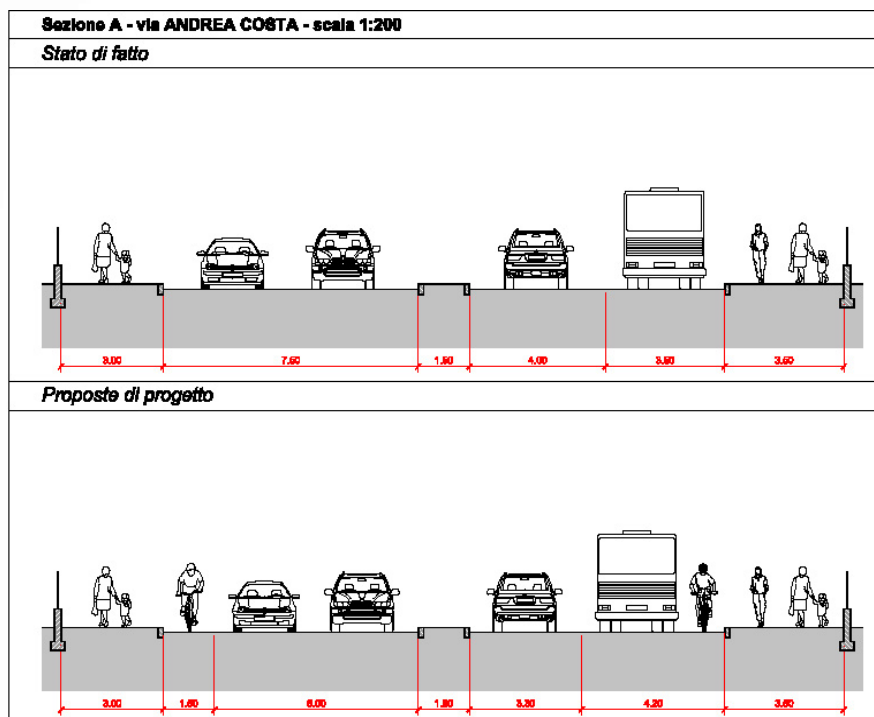 Sezione A - via ANDREA COSTA - scala 1:200
Stato di fatto
3.00 7.50 1.50 4.00 3.50 3.50
Proposte di progetto
3.00 1.50 6.00 1.50 3.30 4.20 3.50